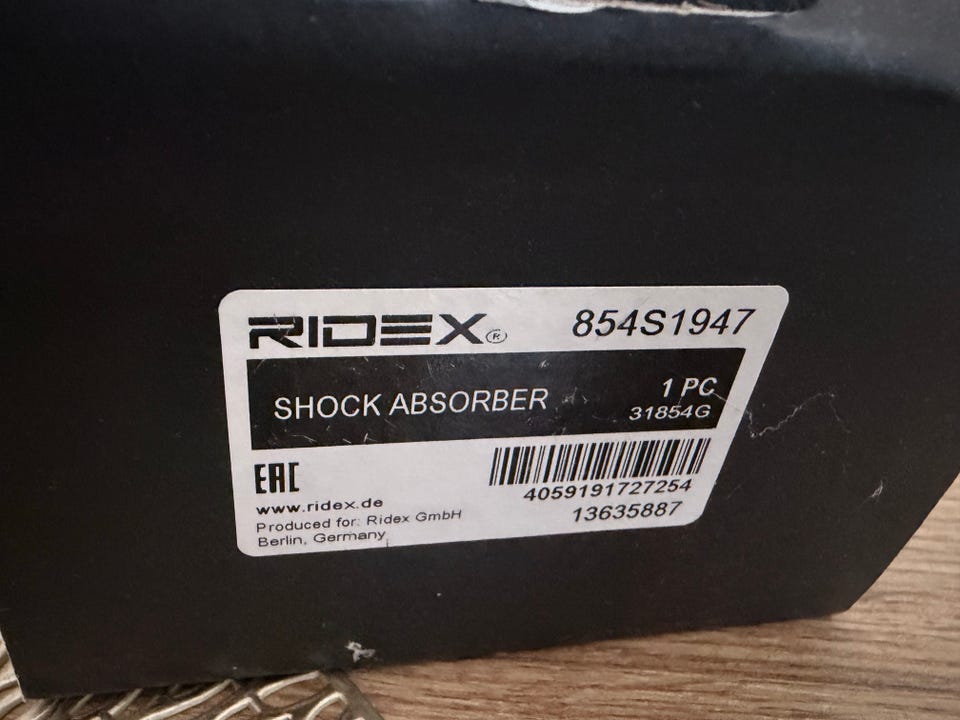 RIDEX® 854S1947
SHOCK ABSORBER 1 PC
31854G
EAC
4059191727254
www.ridex.de
13635887
Produced for: Ridex GmbH
Berlin, Germany